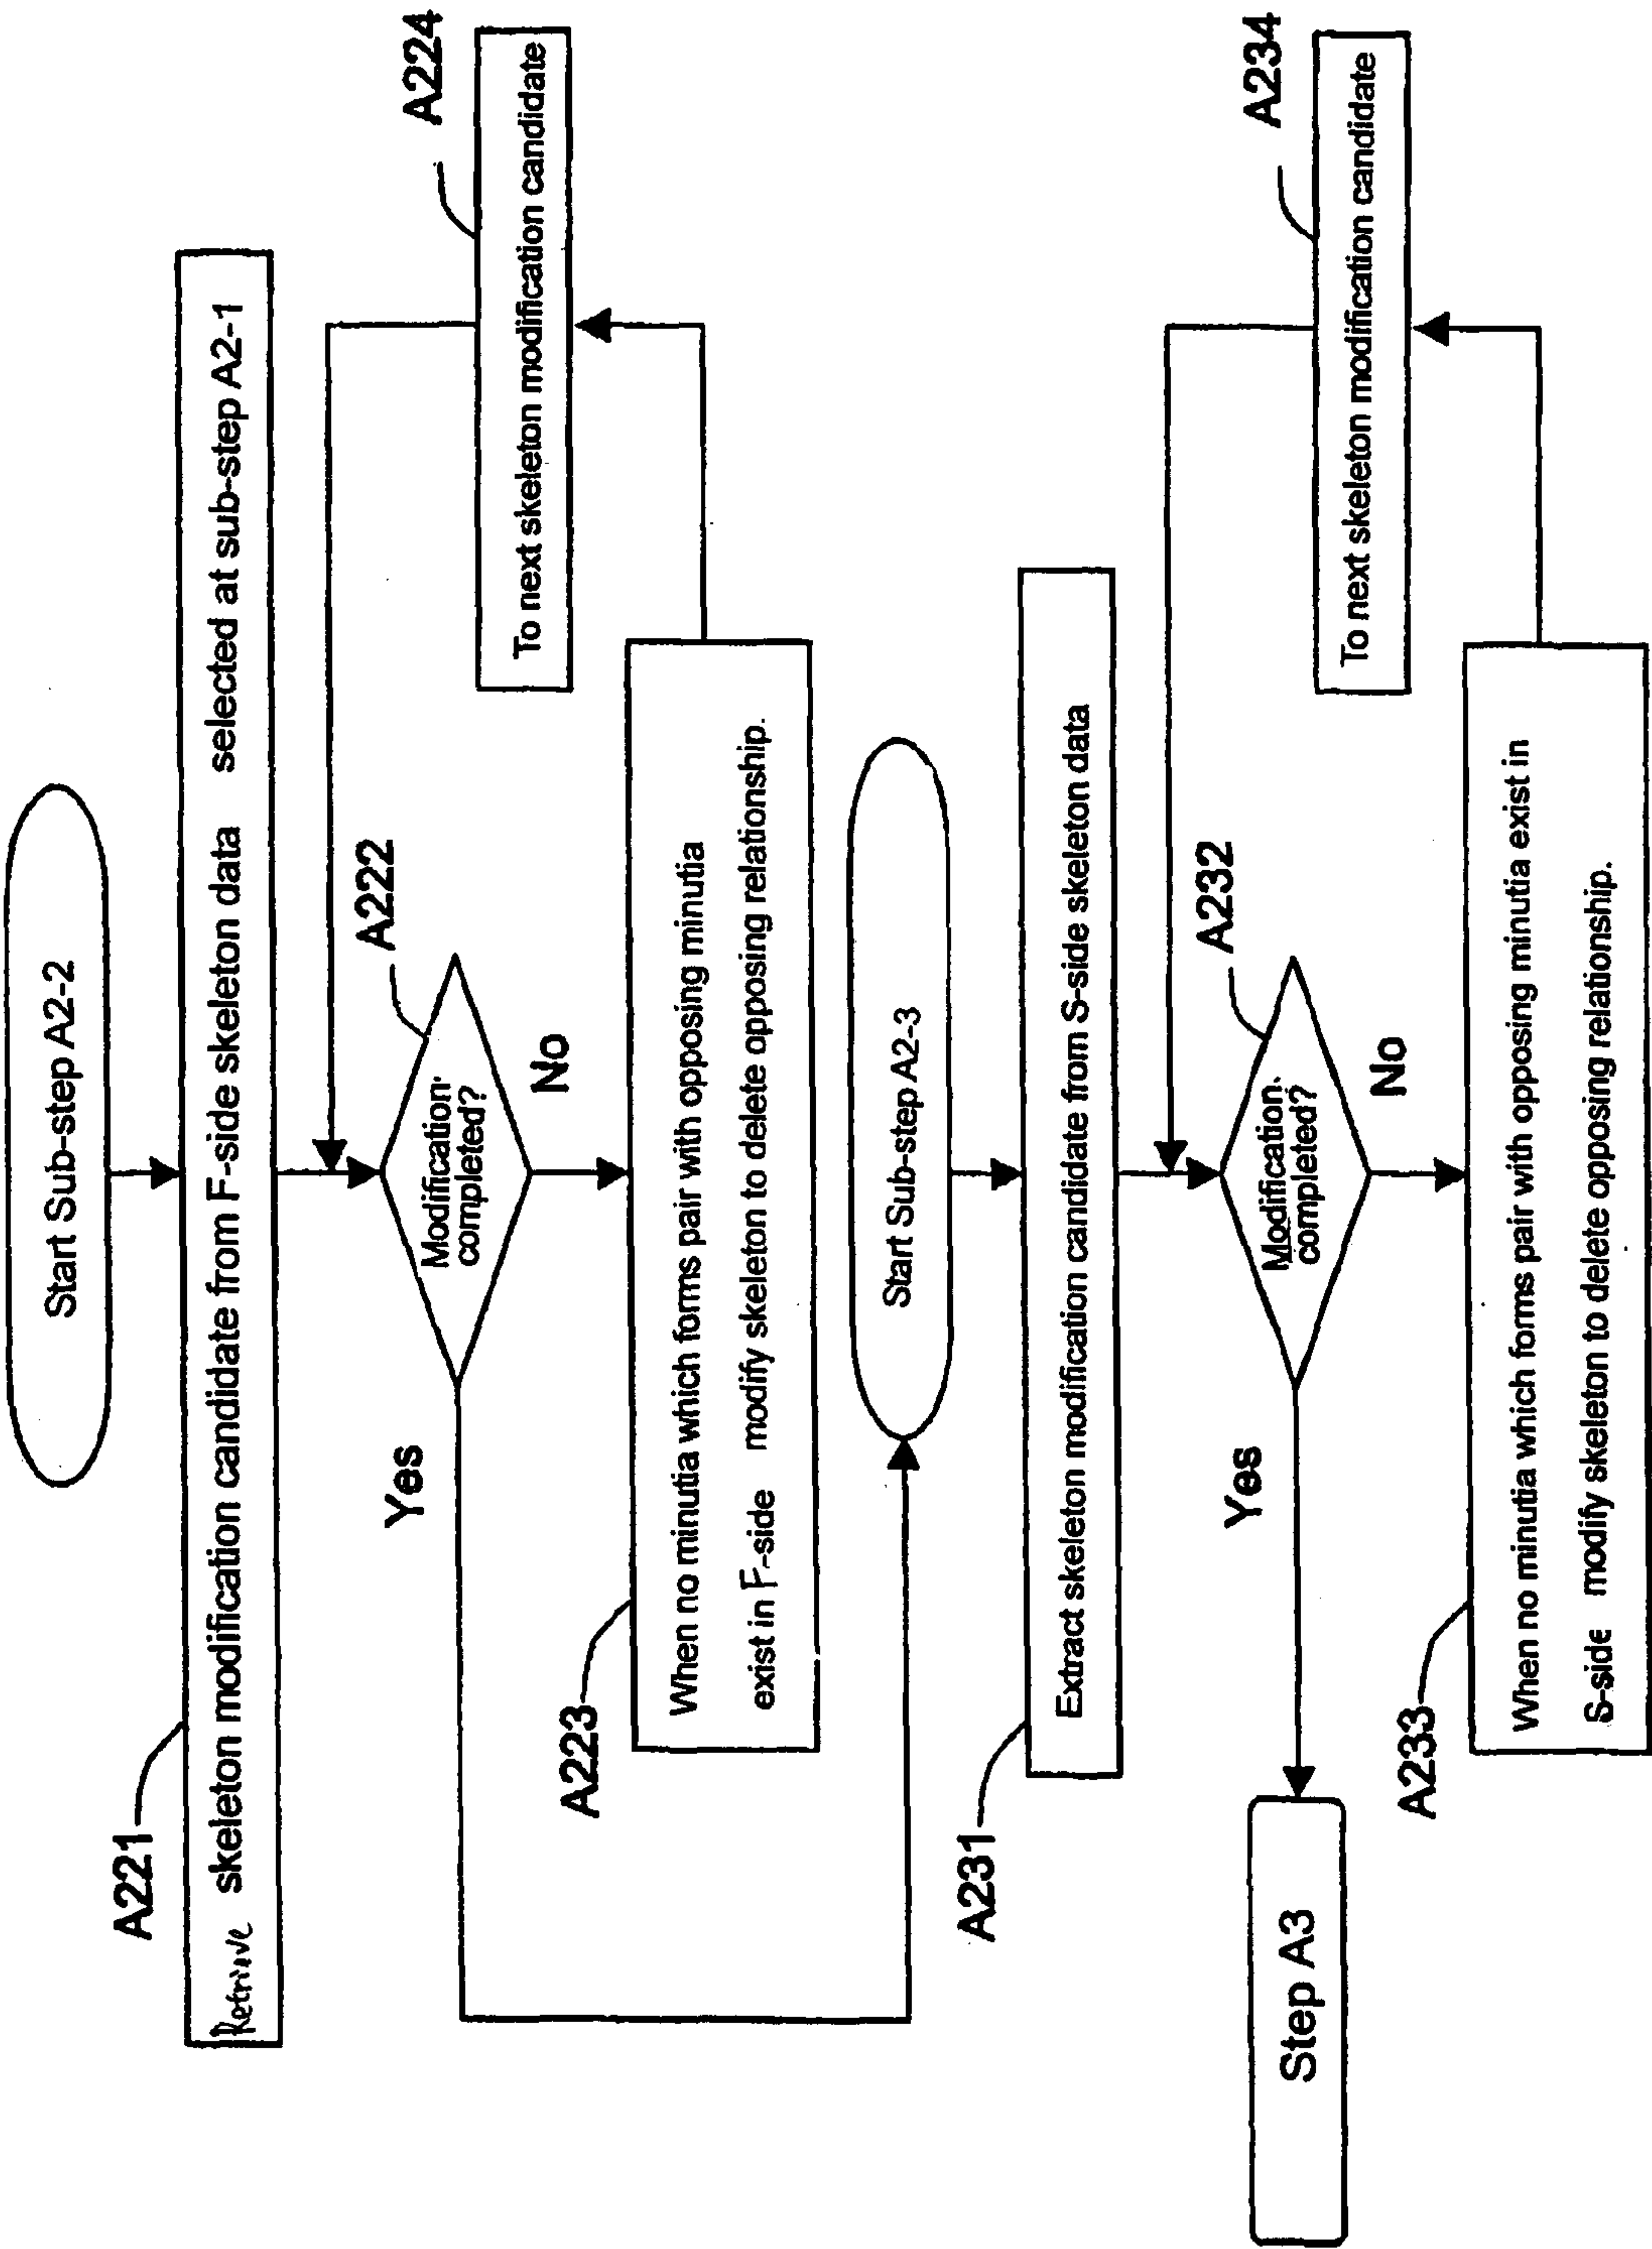 Start Sub-step A2-2
A221
Retrive skeleton modification candidate from F-side skeleton data selected at sub-step A2-1
A222
Modification
completed?
Yes
No
A223
When no minutia which forms pair with opposing minutia
exist in F-side modify skeleton to delete opposing relationship.
A224
To next skeleton modification candidate
Start Sub-step A2-3
A231
Extract skeleton modification candidate from S-side skeleton data
A232
Modification
completed?
Yes
No
Step A3
A233
When no minutia which forms pair with opposing minutia exist in
S-side modify skeleton to delete opposing relationship.
A234
To next skeleton modification candidate